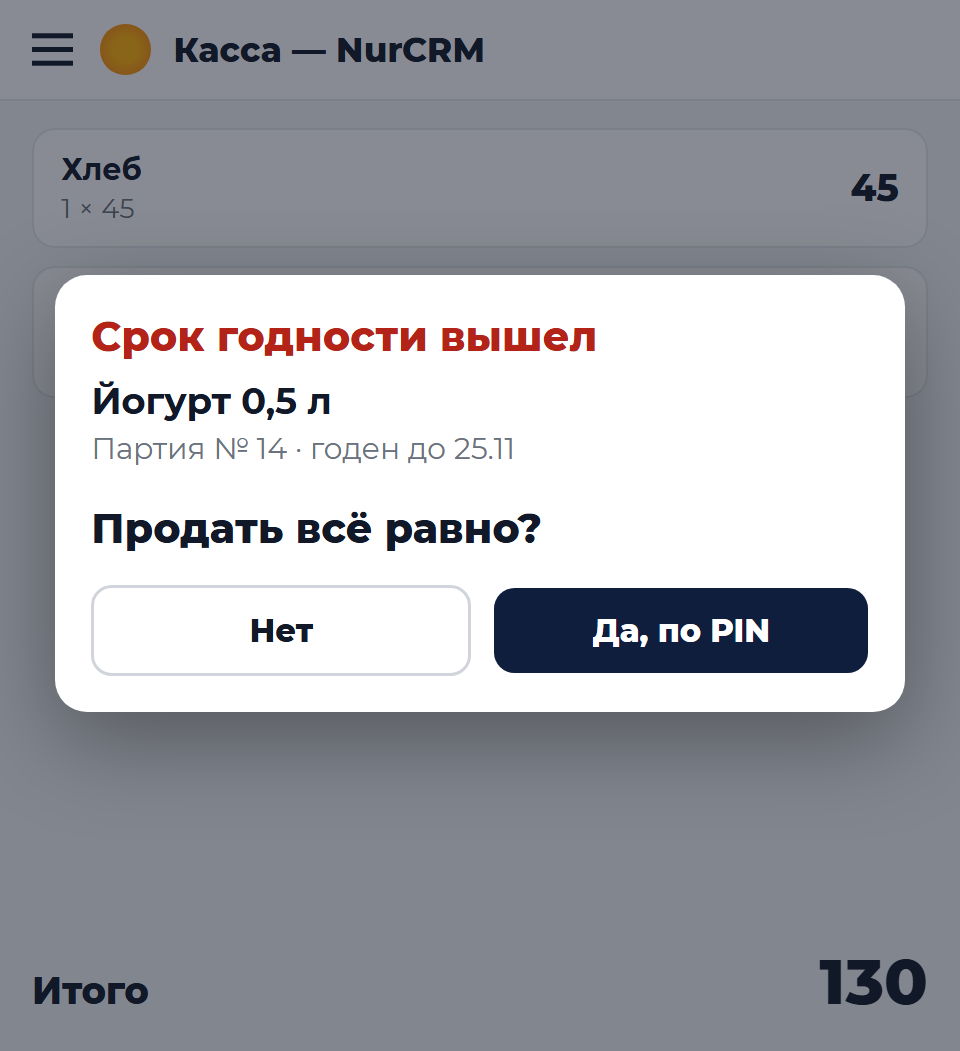 Касса — NurCRM
Хлеб
1 × 45
45
Срок годности вышел
Йогурт 0,5 л
Партия № 14 · годен до 25.11
Продать всё равно?
Нет
Да, по PIN
Итого
130